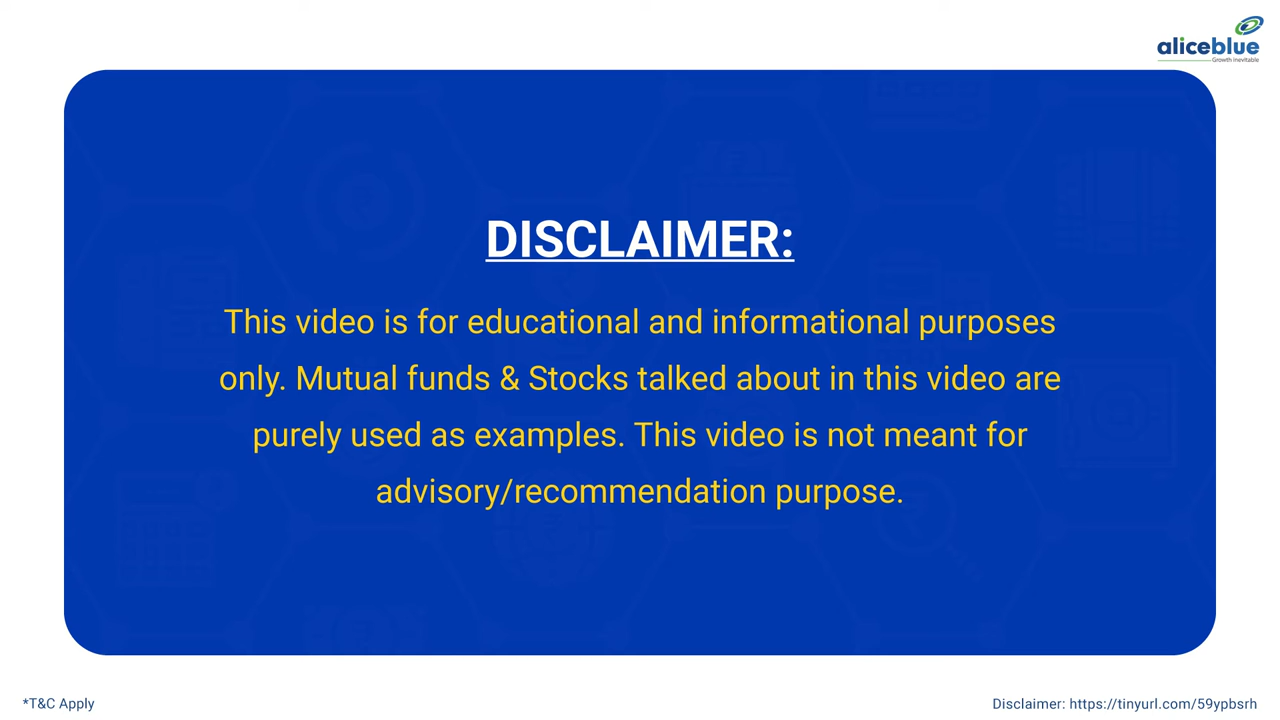 aliceblue
Growth inevitable
DISCLAIMER:
This video is for educational and informational purposes
only. Mutual funds & Stocks talked about in this video are
purely used as examples. This video is not meant for
advisory/recommendation purpose.
*T&C Apply
Disclaimer: https://tinyurl.com/59ypbsrh